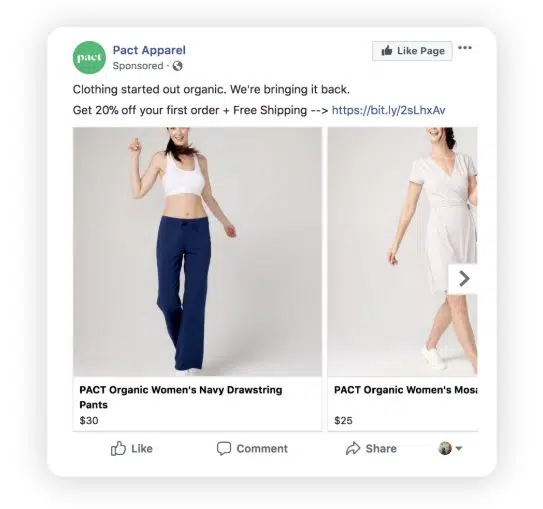 pact
Pact Apparel
Sponsored ·
Like Page
Clothing started out organic. We're bringing it back.
Get 20% off your first order + Free Shipping --> https://bit.ly/2sLhxAv
PACT Organic Women's Navy Drawstring
Pants
$30
PACT Organic Women's Mosa
$25
Like
Comment
Share